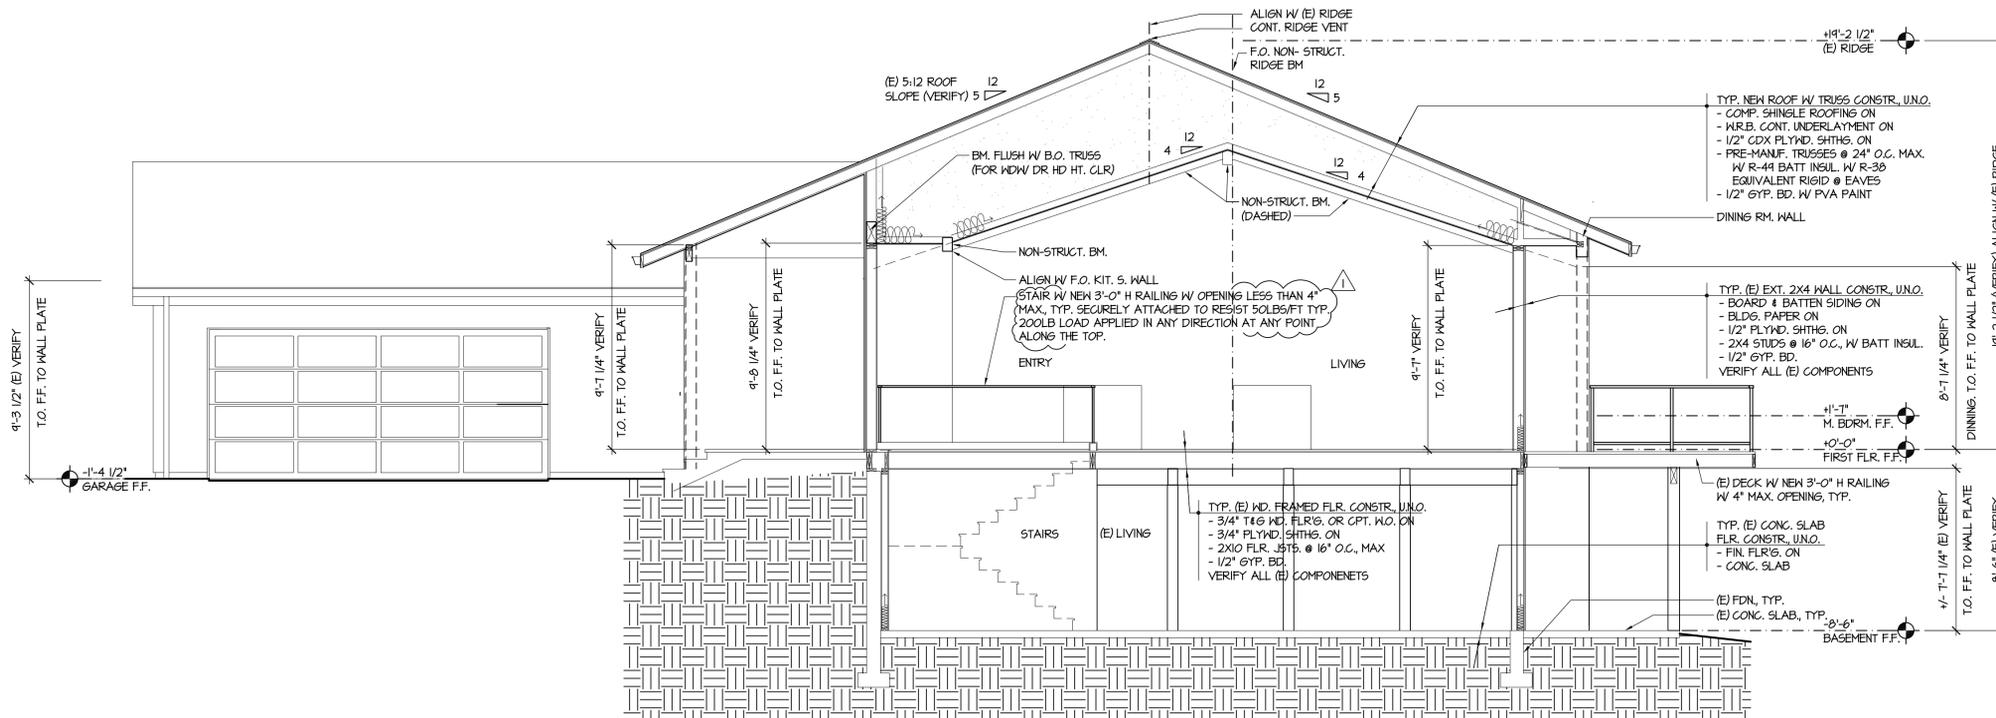 ALIGN W/ (E) RIDGE
CONT. RIDGE VENT
F.O. NON- STRUCT.
RIDGE BM
+19'-2 1/2"
(E) RIDGE
(E) 5:12 ROOF
SLOPE (VERIFY)
12
5
12
5
TYP. NEW ROOF W/ TRUSS CONSTR., U.N.O.
- COMP. SHINGLE ROOFING ON
- W.R.B. CONT. UNDERLAYMENT ON
- 1/2" CDX PLYWD. SHTHG. ON
- PRE-MANUF. TRUSSES @ 24" O.C. MAX.
W/ R-49 BATT INSUL. W/ R-38
EQUIVALENT RIGID @ EAVES
- 1/2" GYP. BD. W/ PVA PAINT
BM. FLUSH W/ B.O. TRUSS
(FOR WDW/ DR HD HT. CLR)
12
4
12
4
NON-STRUCT. BM.
(DASHED)
DINING RM. WALL
NON-STRUCT. BM.
ALIGN W/ F.O. KIT. S. WALL
STAIR W/ NEW 3'-0" H RAILING W/ OPENING LESS THAN 4"
MAX., TYP. SECURELY ATTACHED TO RESIST 50LBS/FT TYP.
200LB LOAD APPLIED IN ANY DIRECTION AT ANY POINT
ALONG THE TOP.
1
ENTRY
LIVING
TYP. (E) EXT. 2X4 WALL CONSTR., U.N.O.
- BOARD & BATTEN SIDING ON
- BLDG. PAPER ON
- 1/2" PLYWD. SHTHG. ON
- 2X4 STUDS @ 16" O.C., W/ BATT INSUL.
- 1/2" GYP. BD.
VERIFY ALL (E) COMPONENTS
9'-3 1/2" (E) VERIFY
T.O. F.F. TO WALL PLATE
9'-7 1/4" VERIFY
T.O. F.F. TO WALL PLATE
9'-8 1/4" VERIFY
T.O. F.F. TO WALL PLATE
9'-7" VERIFY
T.O. F.F. TO WALL PLATE
8'-7 1/4" VERIFY
DINNING. T.O. F.F. TO WALL PLATE
+1'-7"
M. BDRM. F.F.
+0'-0"
FIRST FLR. F.F.
-1'-4 1/2"
GARAGE F.F.
(E) DECK W/ NEW 3'-0" H RAILING
W/ 4" MAX. OPENING, TYP.
TYP. (E) WD. FRAMED FLR. CONSTR., U.N.O.
- 3/4" T&G WD. FLR'G. OR CPT. W.O. ON
- 3/4" PLYWD. SHTHG. ON
- 2X10 FLR. JSTS. @ 16" O.C., MAX
- 1/2" GYP. BD.
VERIFY ALL (E) COMPONENETS
STAIRS
(E) LIVING
TYP. (E) CONC. SLAB
FLR. CONSTR., U.N.O.
- FIN. FLR'G. ON
- CONC. SLAB
+/- 7'-7 1/4" (E) VERIFY
T.O. F.F. TO WALL PLATE
(E) FDN., TYP.
(E) CONC. SLAB., TYP.
-8'-6"
BASEMENT F.F.